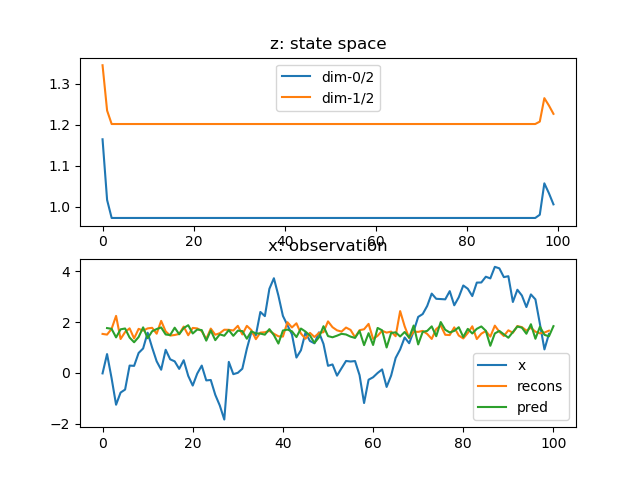 z: state space
1.3
1.2
1.1
1.0
dim-0/2
dim-1/2
0 20 40 60 80 100
x: observation
4
2
0
−2
x
recons
pred
0 20 40 60 80 100